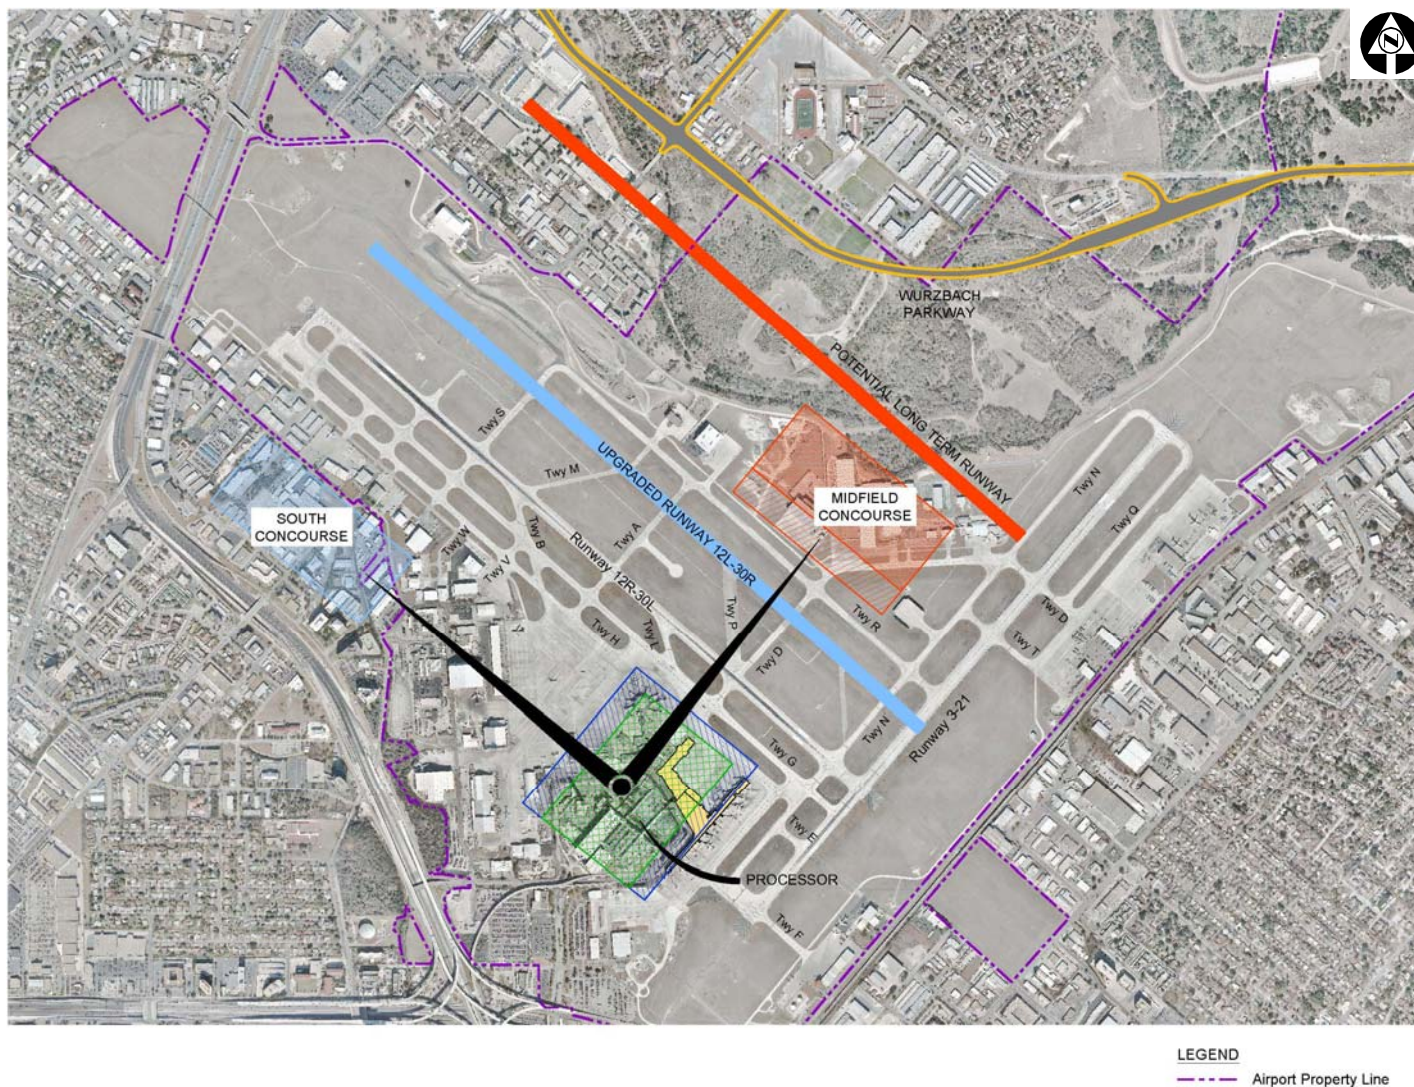 N
WURZBACH
PARKWAY
POTENTIAL LONG TERM RUNWAY
Twy N
Twy S
Twy Q
UPGRADED RUNWAY 12L-30R
Twy M
MIDFIELD
CONCOURSE
SOUTH
CONCOURSE
Twy W
Twy B
Twy A
Runway 12R-30L
Twy V
Twy P
Twy R
Twy D
Twy H
Twy L
Twy T
Twy D
Twy N
Runway 3-21
Twy G
Twy E
PROCESSOR
Twy F
LEGEND
Airport Property Line